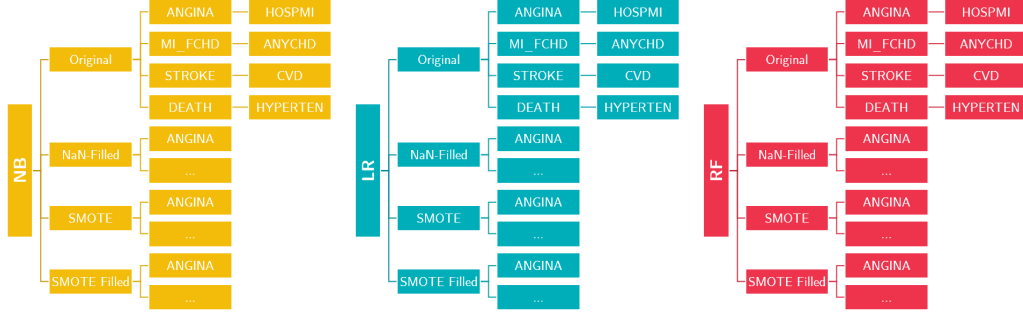 NB
Original
ANGINA
HOSPMI
MI_FCHD
ANYCHD
STROKE
CVD
DEATH
HYPERTEN
NaN-Filled
ANGINA
...
SMOTE
ANGINA
...
SMOTE Filled
ANGINA
...
LR
Original
ANGINA
HOSPMI
MI_FCHD
ANYCHD
STROKE
CVD
DEATH
HYPERTEN
NaN-Filled
ANGINA
...
SMOTE
ANGINA
...
SMOTE Filled
ANGINA
...
RF
Original
ANGINA
HOSPMI
MI_FCHD
ANYCHD
STROKE
CVD
DEATH
HYPERTEN
NaN-Filled
ANGINA
...
SMOTE
ANGINA
...
SMOTE Filled
ANGINA
...